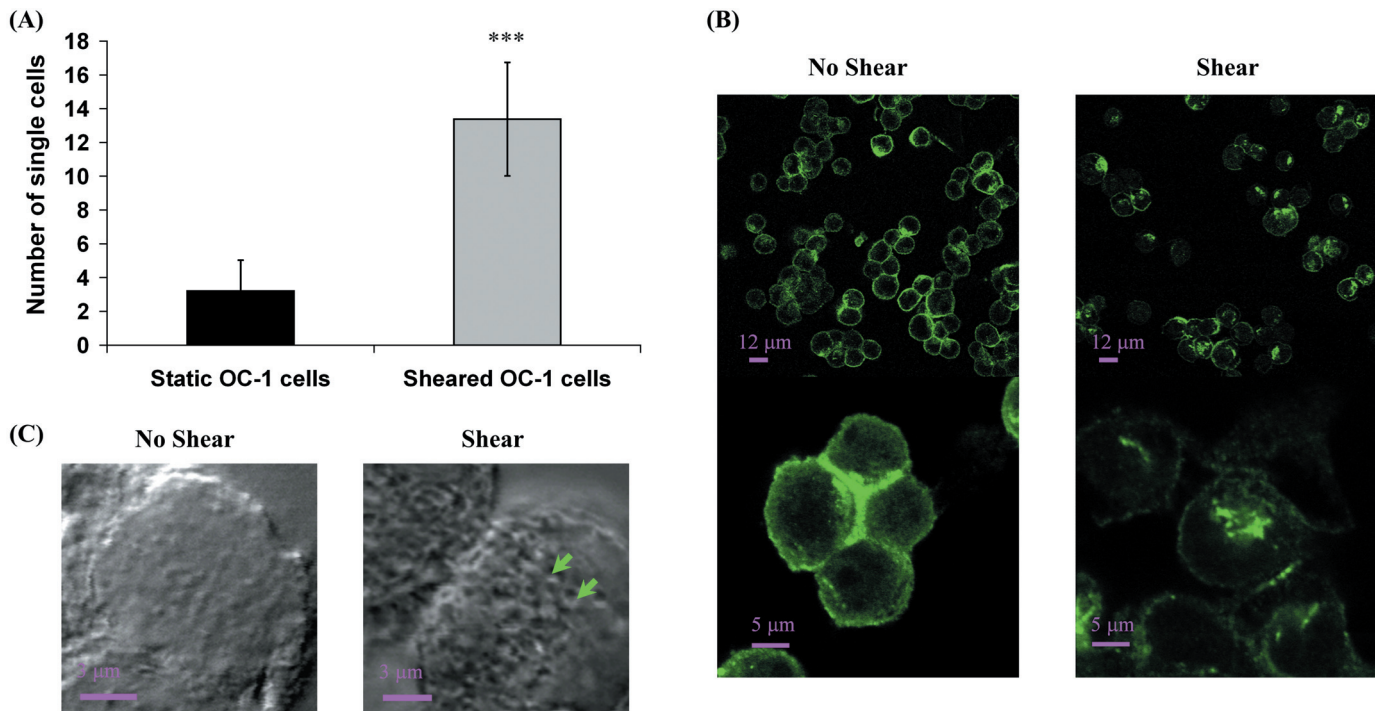 (A)
18
16
14
12
10
8
6
4
2
0
Number of single cells
***
Static OC-1 cells
Sheared OC-1 cells
(B)
No Shear
Shear
12 μm
12 μm
5 μm
5 μm
(C)
No Shear
Shear
μm
3 μm